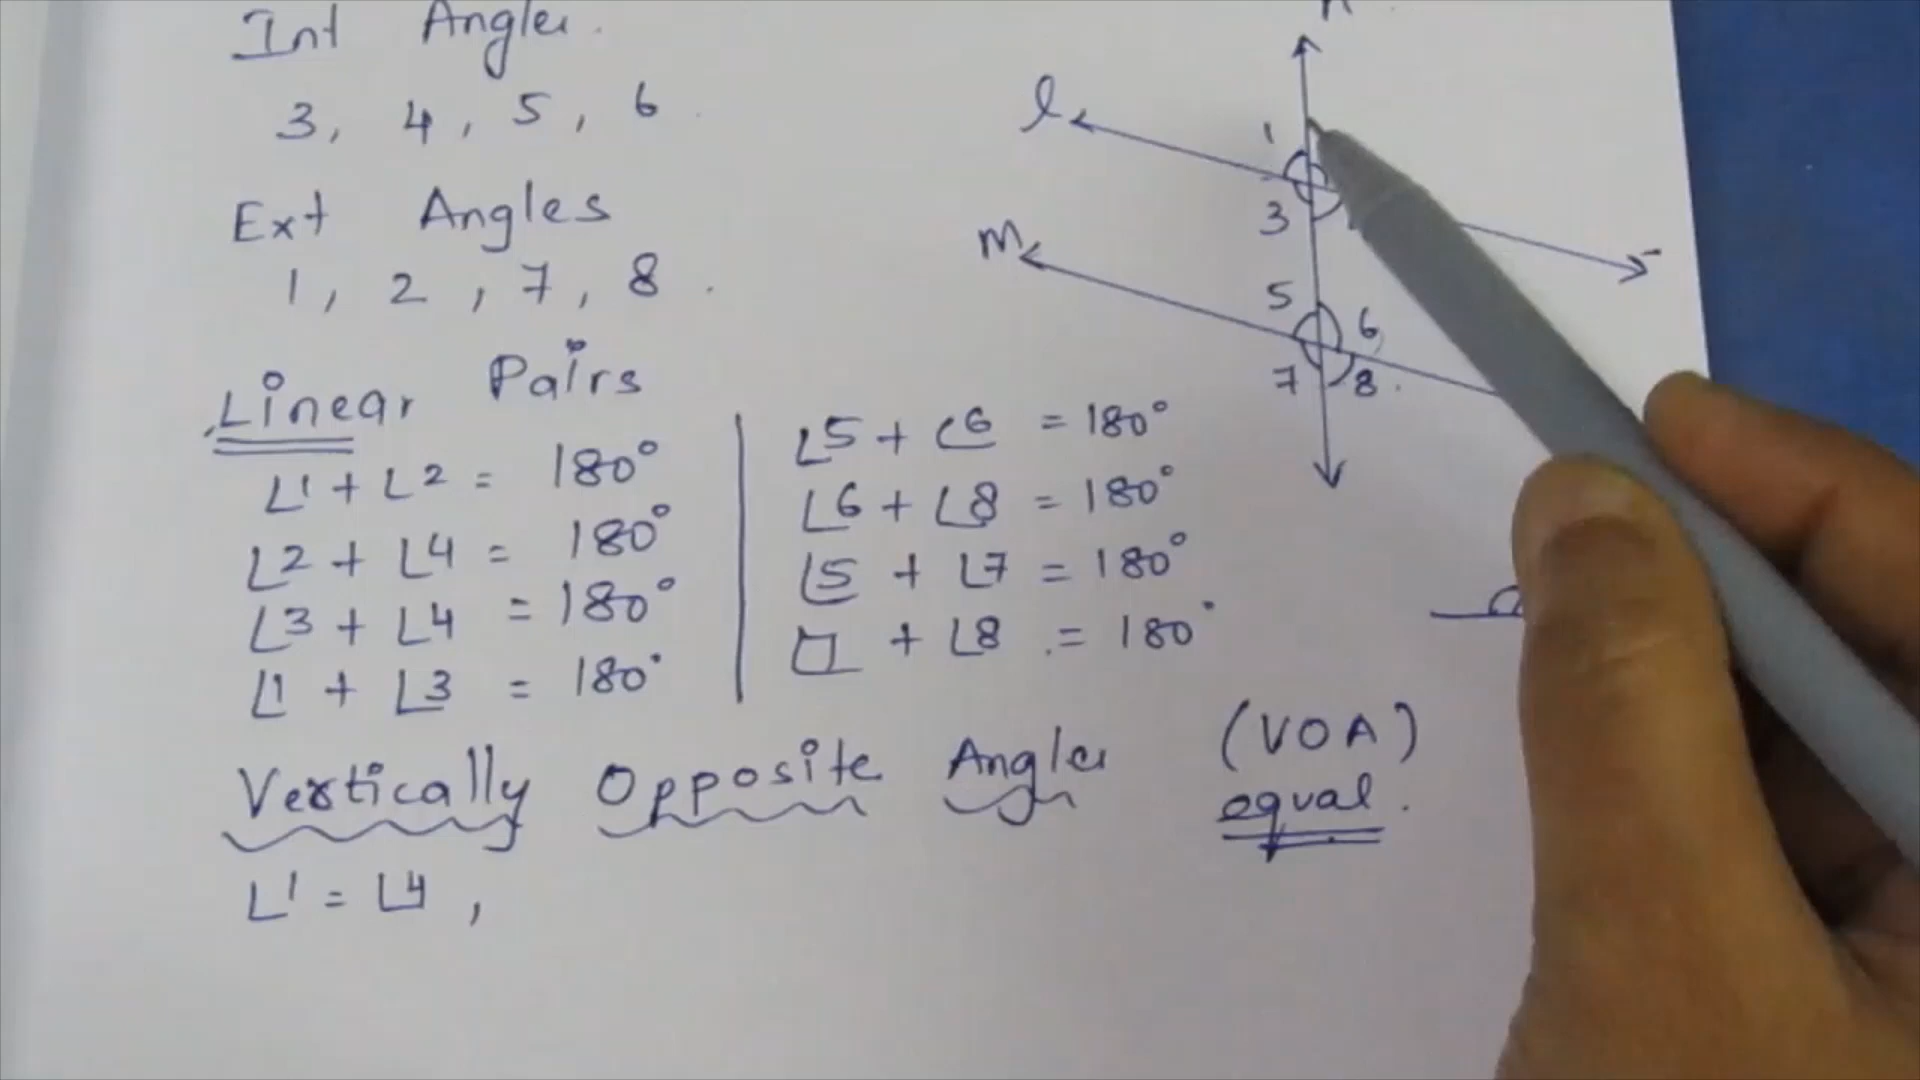 Int Angles.
3, 4, 5, 6
Ext Angles
1, 2, 7, 8.
Linear Pairs
∠1 + ∠2 = 180°
∠2 + ∠4 = 180°
∠3 + ∠4 = 180°
∠1 + ∠3 = 180°
∠5 + ∠6 = 180°
∠6 + ∠8 = 180°
∠5 + ∠7 = 180°
□ + ∠8 = 180°
Vertically Opposite Angles (VOA)
equal.
∠1 = ∠4,
l
1
3
m
5 6
7 8